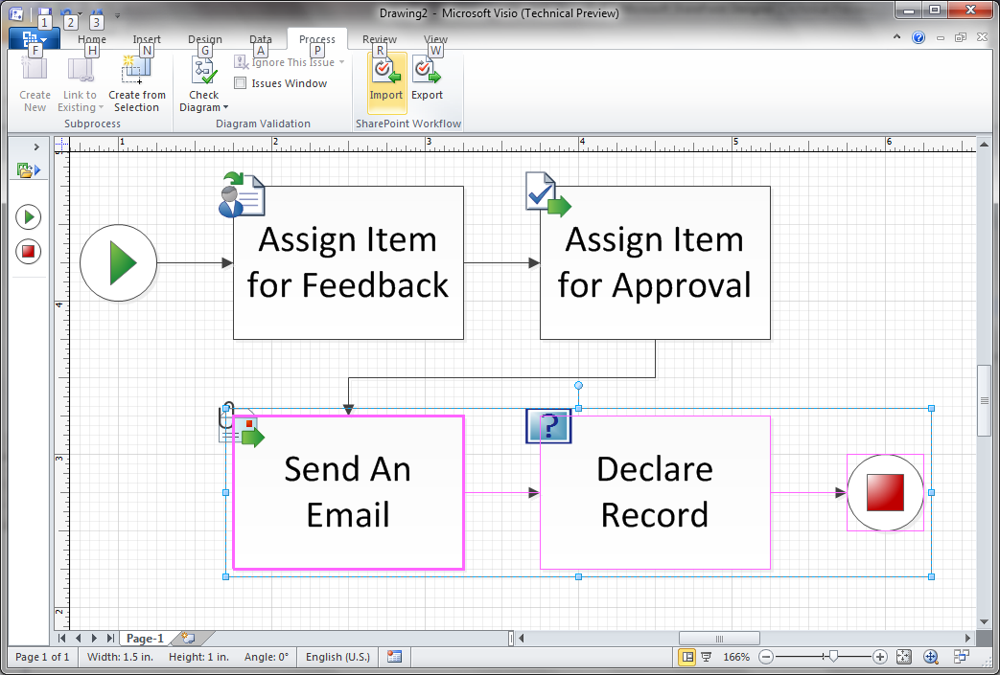 Drawing2 - Microsoft Visio (Technical Preview)
1 2 3
Home Insert Design Data Process Review View
F H N G A P R W
Create New
Link to Existing
Create from Selection
Subprocess
Check Diagram
Ignore This Issue
Issues Window
Diagram Validation
Import
Export
SharePoint Workflow
1 2 3 4 5 6
4
3
2
Assign Item
for Feedback
Assign Item
for Approval
Send An
Email
?
Declare
Record
Page-1
Page 1 of 1 Width: 1.5 in. Height: 1 in. Angle: 0° English (U.S.) 166%